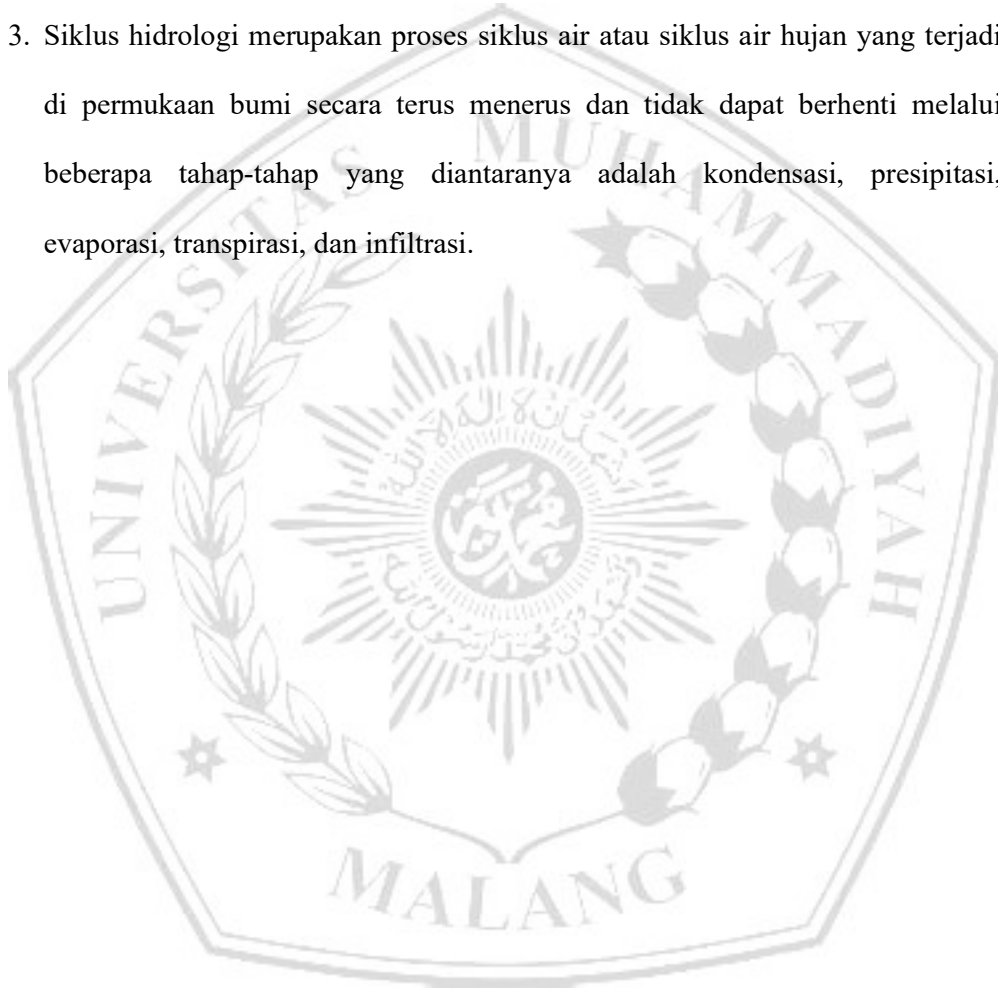 3. Siklus hidrologi merupakan proses siklus air atau siklus air hujan yang terjadi
di permukaan bumi secara terus menerus dan tidak dapat berhenti melalui
beberapa tahap-tahap yang diantaranya adalah kondensasi, presipitasi,
evaporasi, transpirasi, dan infiltrasi.
UNIVERSITAS MUHAMMADIYAH
MALANG